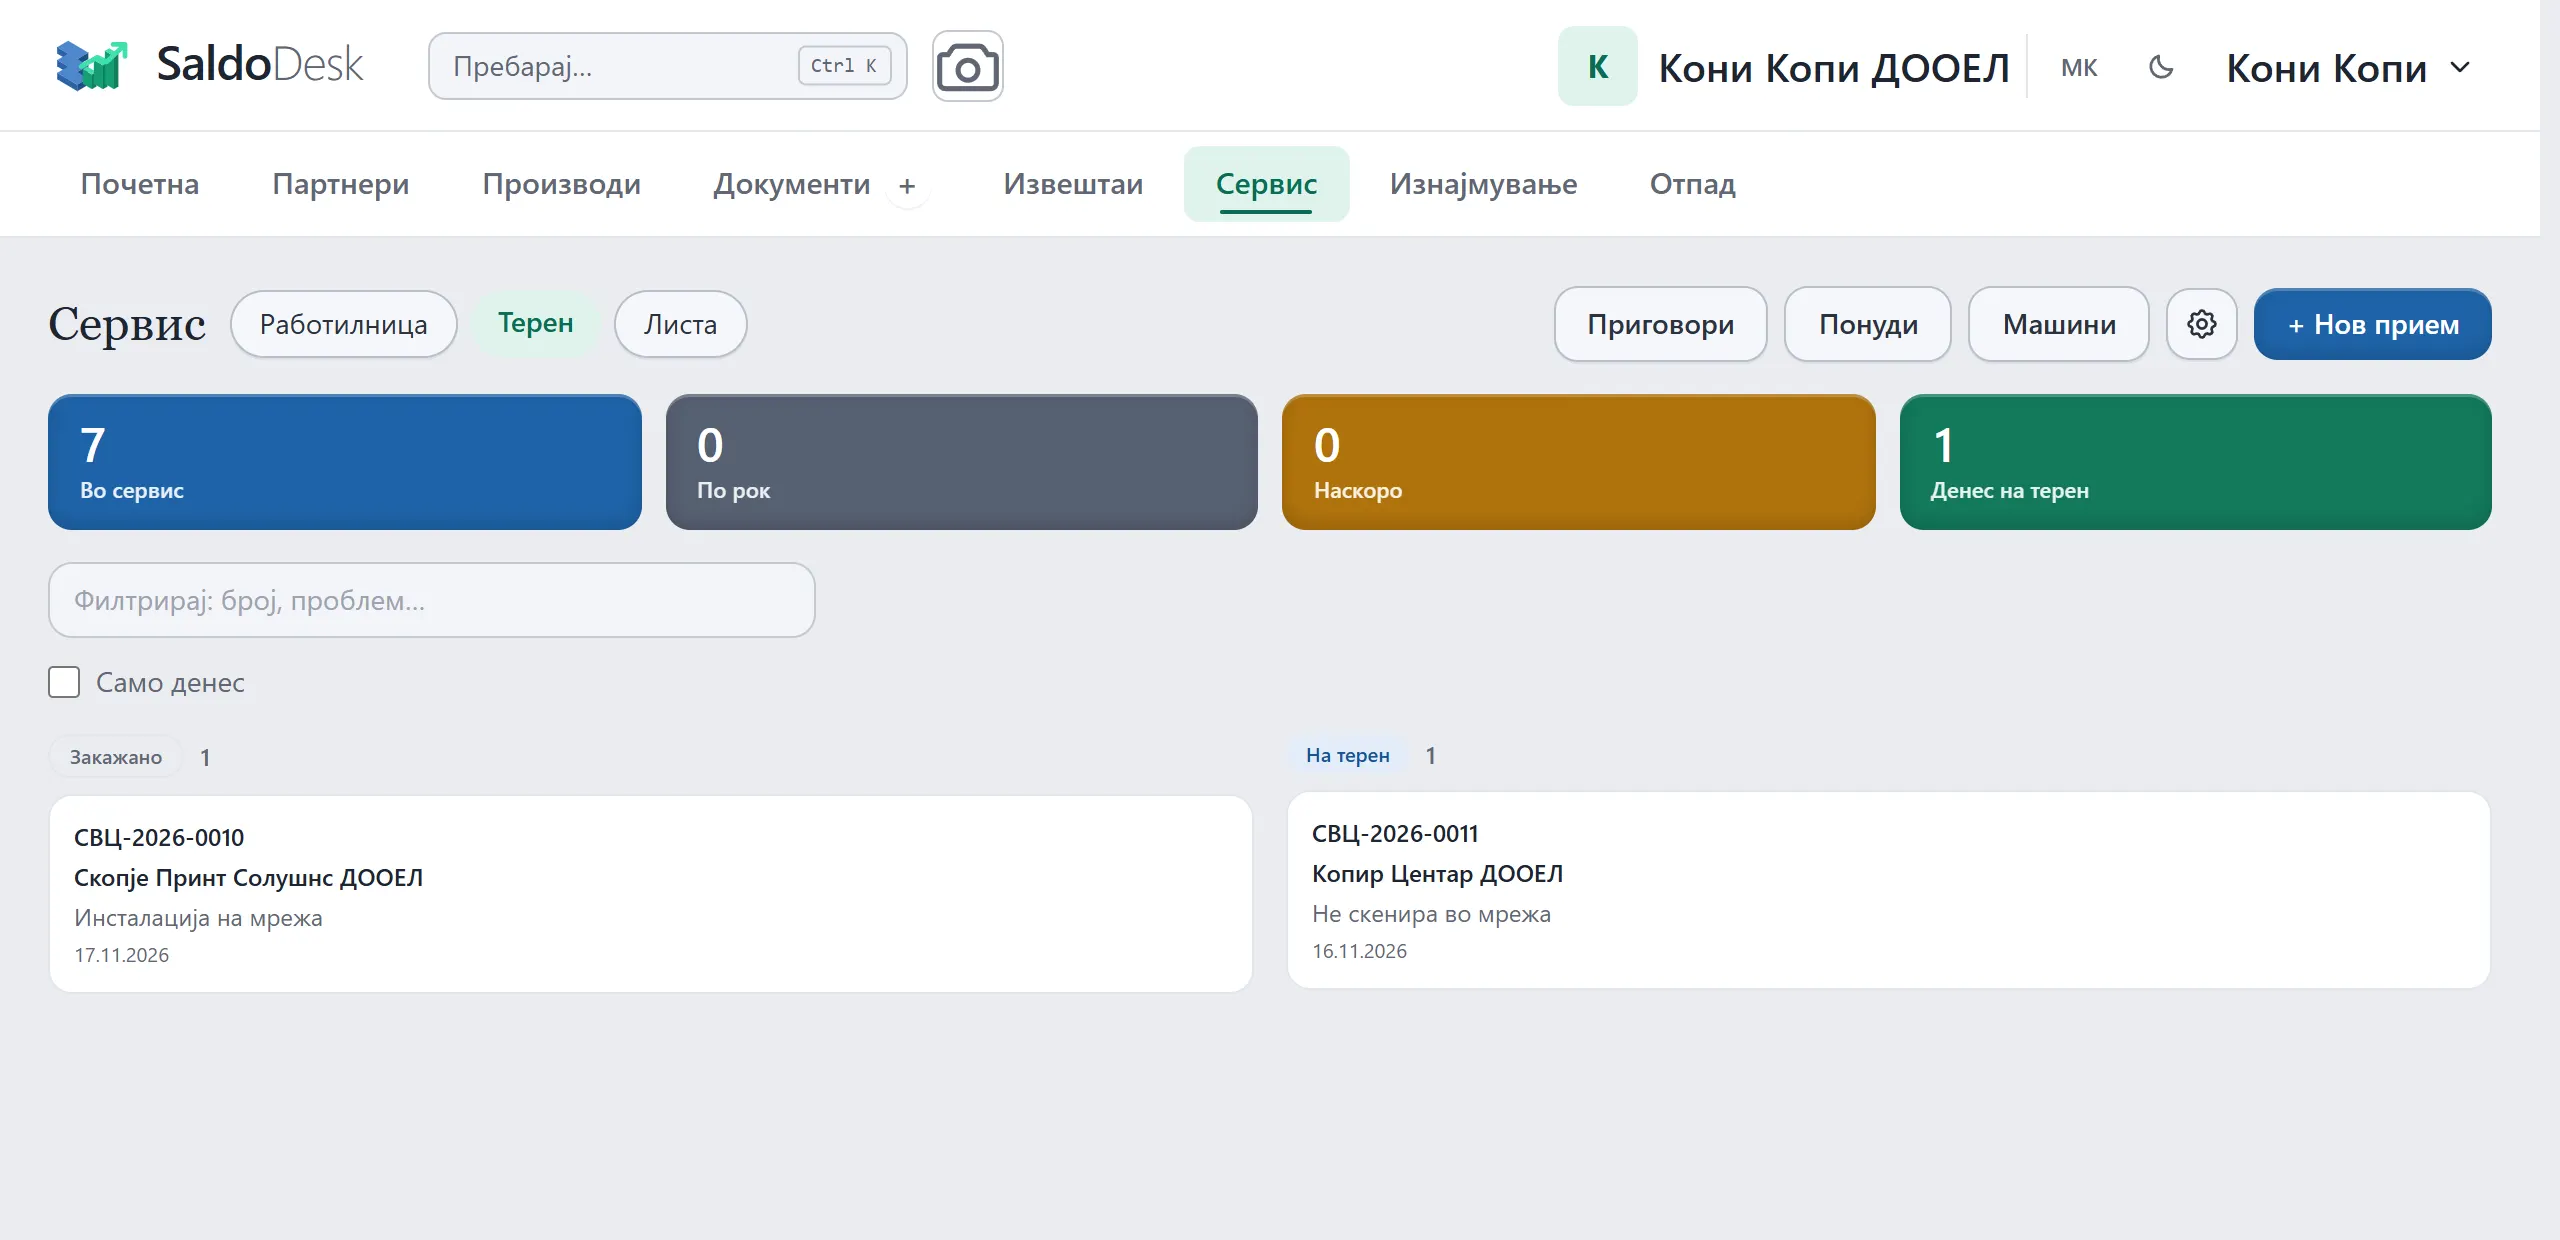 SaldoDesk
Пребарај...
Ctrl K
К
Кони Копи ДООЕЛ
МК
Кони Копи
Почетна
Партнери
Производи
Документи
+
Извештаи
Сервис
Изнајмување
Отпад
Сервис
Работилница
Терен
Листа
Приговори
Понуди
Машини
+ Нов прием
7
Во сервис
0
По рок
0
Наскоро
1
Денес на терен
Филтрирај: број, проблем...
Само денес
Закажано 1
СВЦ-2026-0010
Скопје Принт Солушнс ДООЕЛ
Инсталација на мрежа
17.11.2026
На терен 1
СВЦ-2026-0011
Копир Центар ДООЕЛ
Не скенира во мрежа
16.11.2026